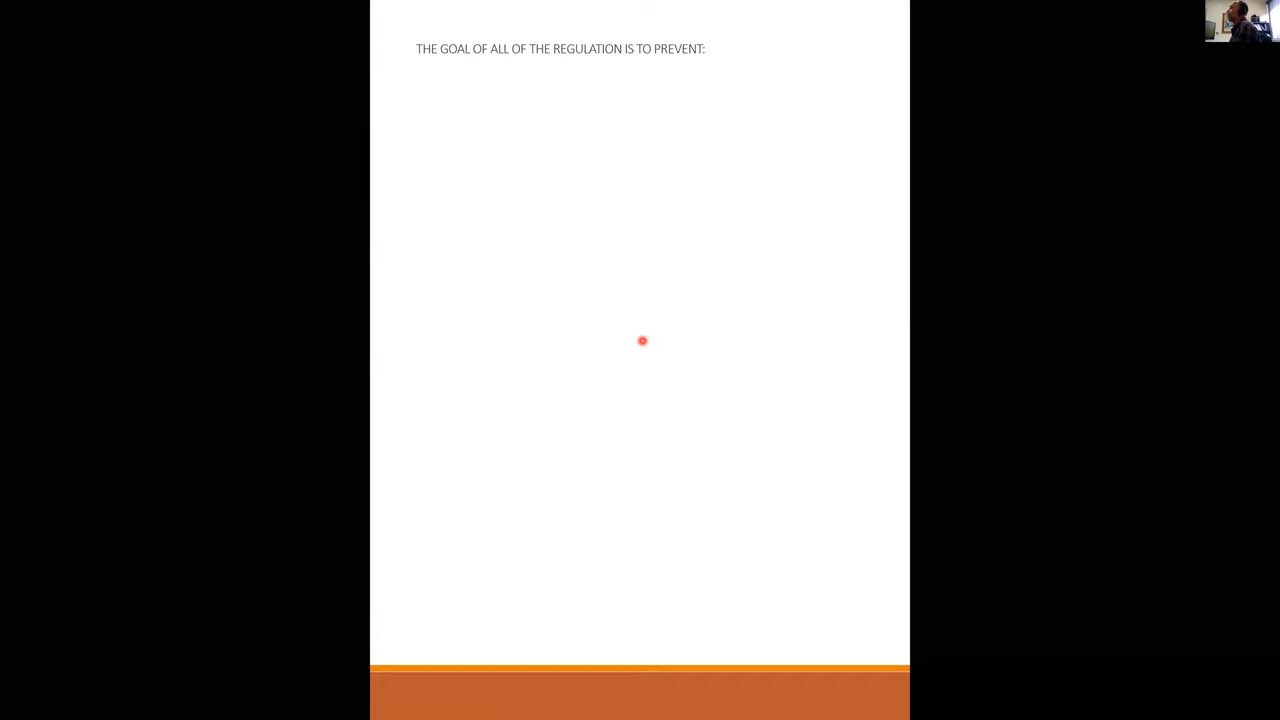 THE GOAL OF ALL OF THE REGULATION IS TO PREVENT: